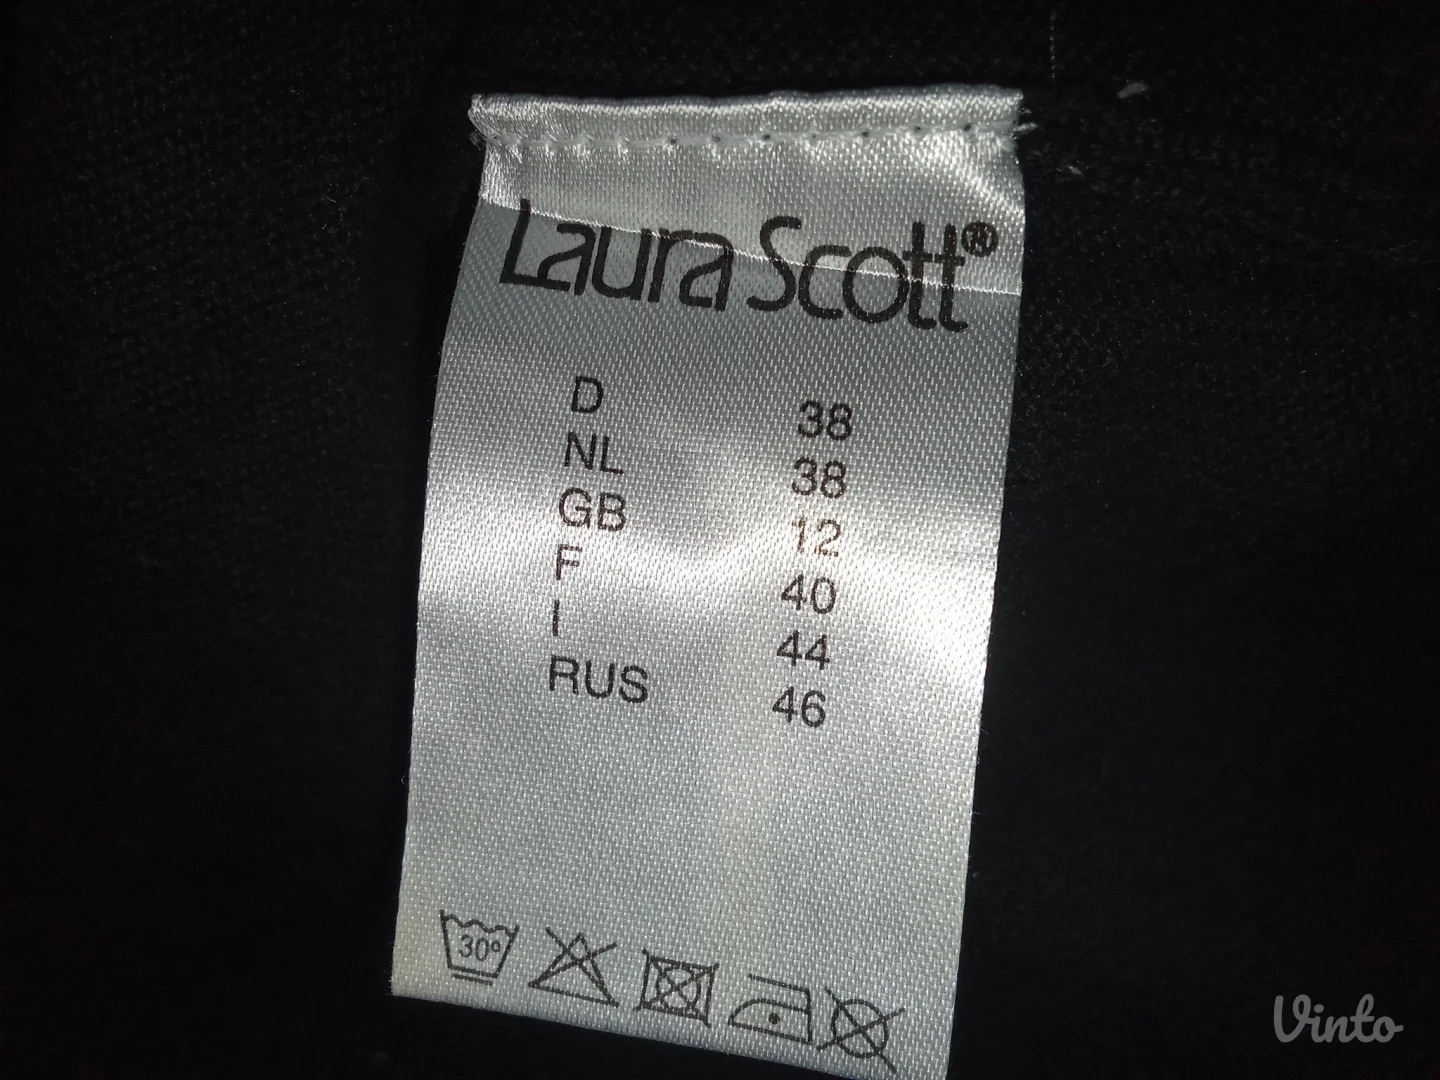 Laura Scott®
D 38
NL 38
GB 12
F 40
I 44
RUS 46
30°
Vinto